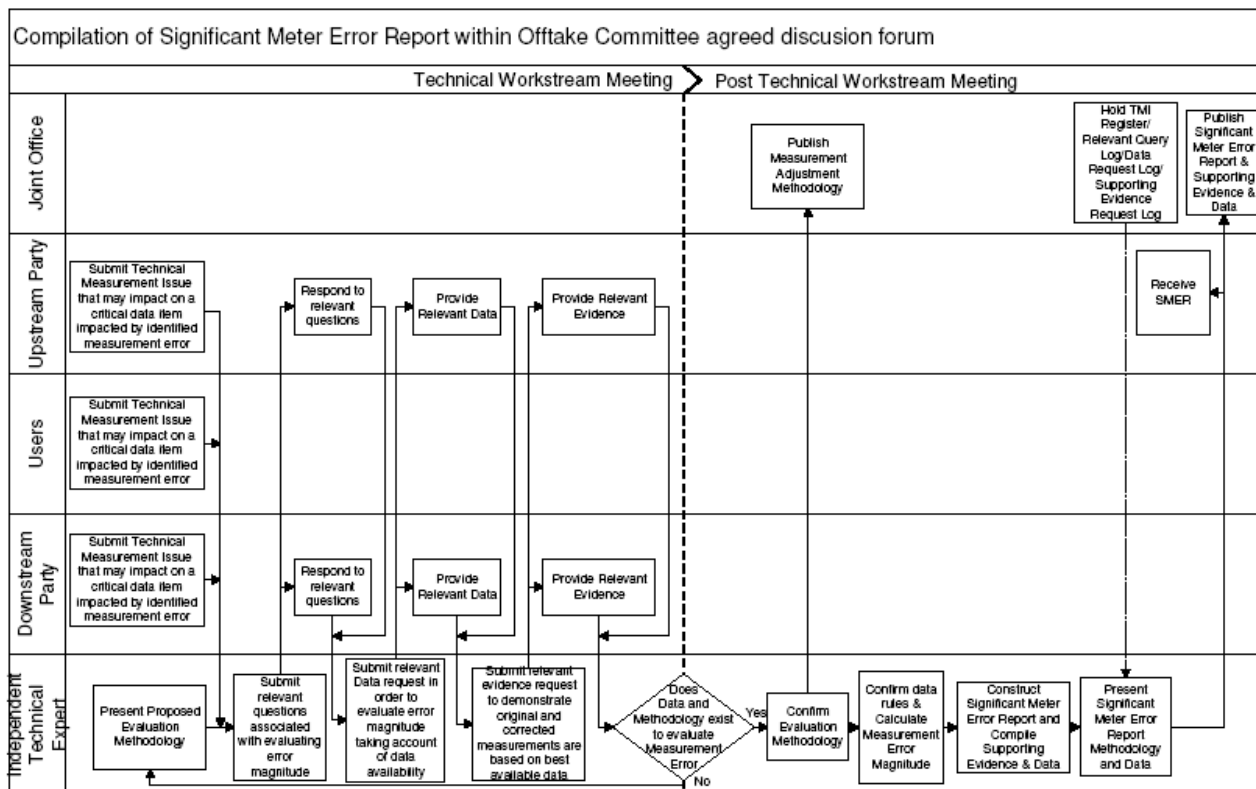 Compilation of Significant Meter Error Report within Offtake Committee agreed discusion forum
Technical Workstream Meeting
Post Technical Workstream Meeting
Joint Office
Publish
Measurement
Adjustment
Methodology
Hold TMI
Register/
Relevant Query
Log/Data
Request Log/
Supporting
Evidence
Request Log
Publish
Significant
Meter Error
Report &
Supporting
Evidence &
Data
Upstream Party
Submit Technical
Measurement Issue
that may impact on a
critical data item
impacted by identified
measurement error
Respond to
relevant
questions
Provide
Relevant Data
Provide Relevant
Evidence
Receive
SMER
Users
Submit Technical
Measurement Issue
that may impact on a
critical data item
impacted by identified
measurement error
Downstream
Party
Submit Technical
Measurement Issue
that may impact on a
critical data item
impacted by identified
measurement error
Respond to
relevant
questions
Provide
Relevant Data
Provide Relevant
Evidence
Independent
Technical
Expert
Present Proposed
Evaluation
Methodology
Submit
relevant
questions
associated
with evaluating
error
magnitude
Submit relevant
Data request in
order to
evaluate error
magnitude
taking account
of data
availability
Submit relevant
evidence request
to demonstrate
original and
corrected
measurements are
based on best
available data
Does
Data and
Methodology exist
to evaluate
Measurement
Error
Yes
No
Confirm
Evaluation
Methodology
Confirm data
rules &
Calculate
Measurement
Error
Magnitude
Construct
Significant Meter
Error Report and
Compile
Supporting
Evidence & Data
Present
Significant
Meter Error
Report
Methodology
and Data